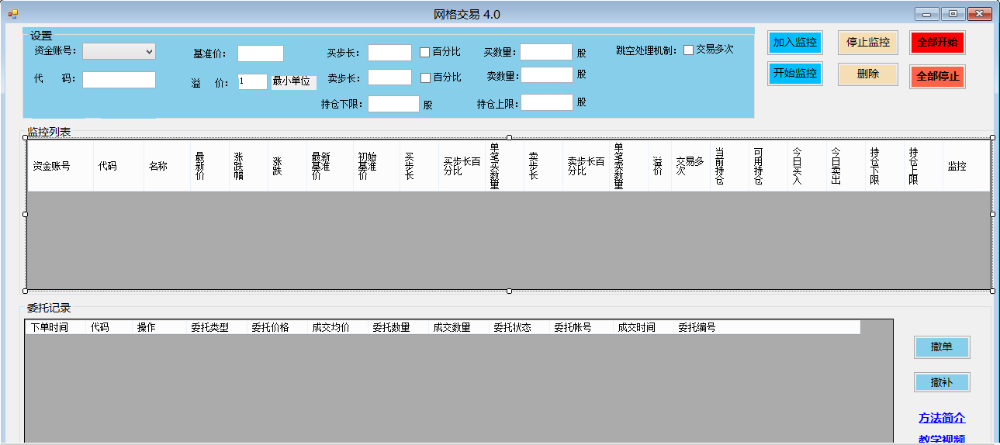 网格交易 4.0
设置
资金账号： 基准价： 买步长： 百分比 买数量： 股 跳空处理机制： 交易多次
代 码： 溢 价： 1 最小单位 卖步长： 百分比 卖数量： 股
持仓下限： 股 持仓上限： 股
加入监控 停止监控 全部开始
开始监控 删除 全部停止
监控列表
资金账号 代码 名称 最新价 涨跌幅 涨跌 最新基准价 初始基准价 买步长 买步长百分比 单笔买数量 卖步长 卖步长百分比 单笔卖数量 溢价 交易多次 当前持仓 可用持仓 今日买入 今日卖出 持仓下限 持仓上限 监控
委托记录
下单时间 代码 操作 委托类型 委托价格 成交均价 委托数量 成交数量 委托状态 委托帐号 成交时间 委托编号
撤单
撤补
方法简介
教学视频